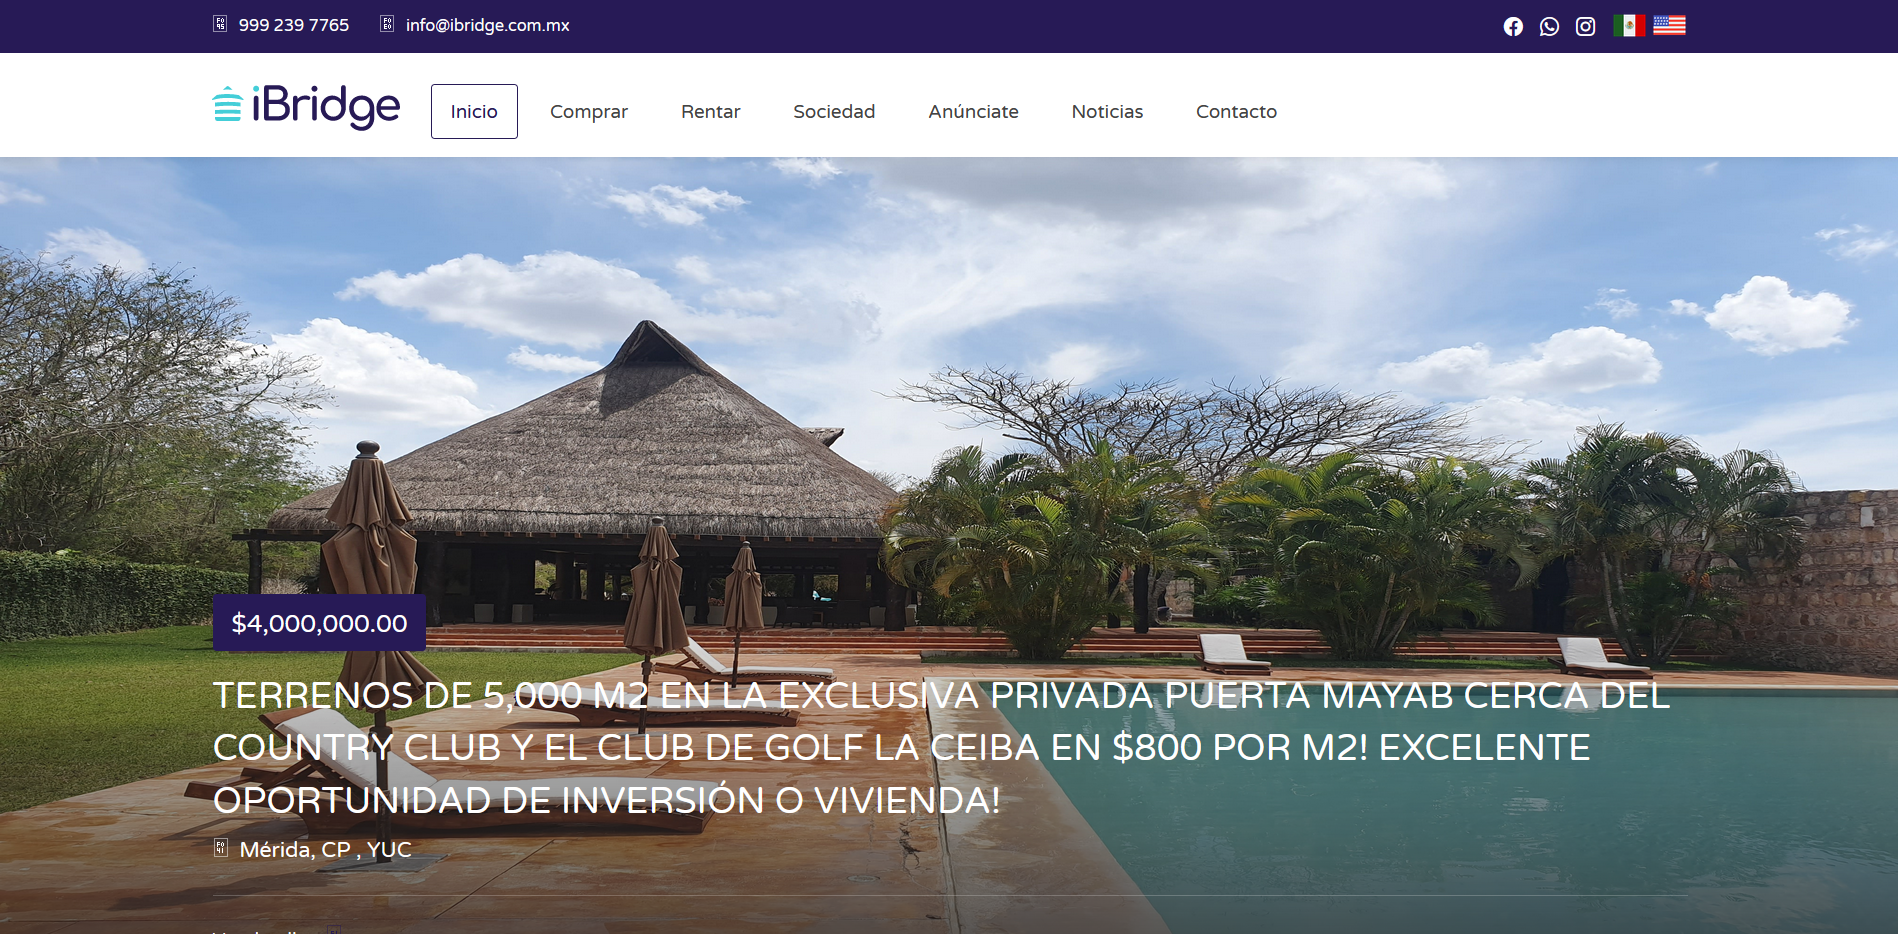 999 239 7765
info@ibridge.com.mx
iBridge
Inicio
Comprar
Rentar
Sociedad
Anúnciate
Noticias
Contacto
$4,000,000.00
TERRENOS DE 5,000 M2 EN LA EXCLUSIVA PRIVADA PUERTA MAYAB CERCA DEL
COUNTRY CLUB Y EL CLUB DE GOLF LA CEIBA EN $800 POR M2! EXCELENTE
OPORTUNIDAD DE INVERSIÓN O VIVIENDA!
Mérida, CP , YUC